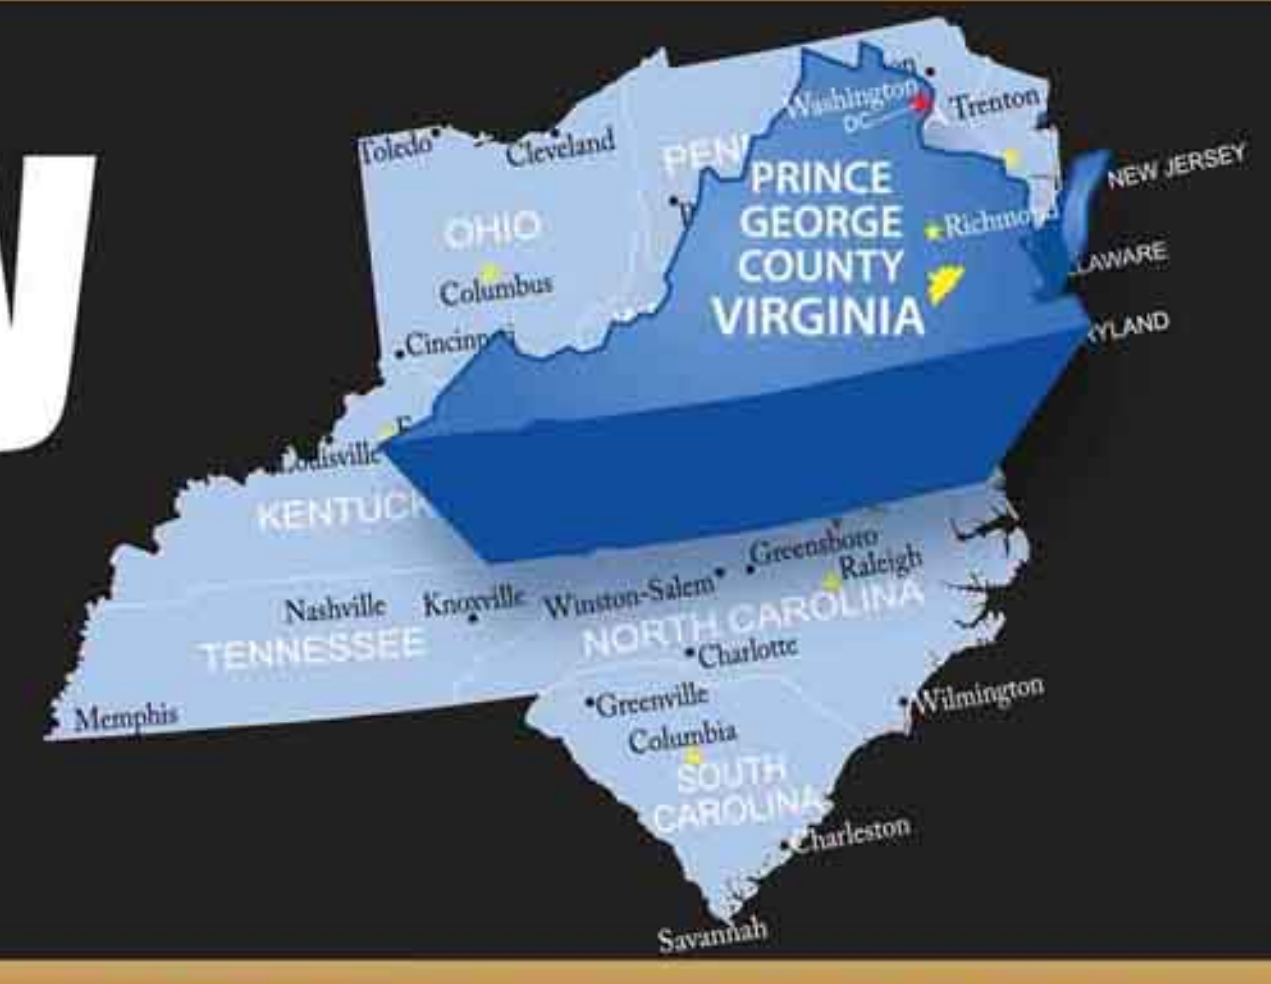 Washington
DC
Trenton
Toledo
Cleveland
NEW JERSEY
PRINCE
GEORGE
COUNTY
VIRGINIA
OHIO
Richmond
Columbus
Louisville
Greensboro
Raleigh
Nashville
Knoxville
Winston-Salem
NORTH CAROLINA
TENNESSEE
Charlotte
Memphis
Greenville
Wilmington
Columbia
SOUTH
CAROLINA
Charleston
Savannah